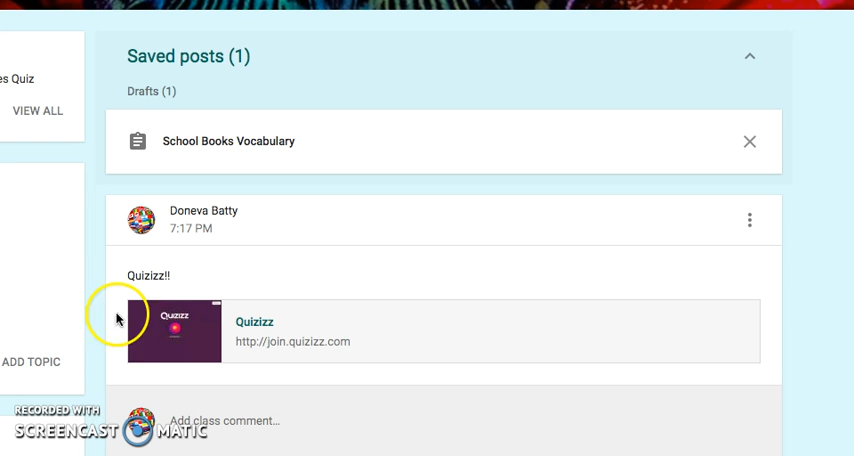 Saved posts (1)
Drafts (1)
School Books Vocabulary
es Quiz
VIEW ALL
Doneva Batty
7:17 PM
Quizizz!!
QUIZIZZ
Quizizz
http://join.quizizz.com
ADD TOPIC
Add class comment...
RECORDED WITH
SCREENCAST MATIC